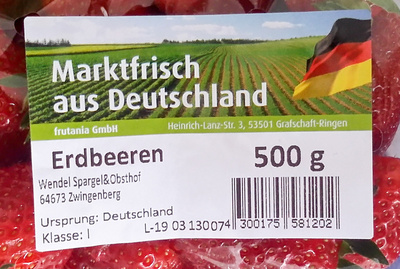 Marktfrisch
aus Deutschland
frutania GmbH
Heinrich-Lanz-Str. 3, 53501 Grafschaft-Ringen
Erdbeeren 500 g
Wendel Spargel&Obsthof
64673 Zwingenberg
Ursprung: Deutschland
Klasse: I
L-19 03 130074
4 300175 581202